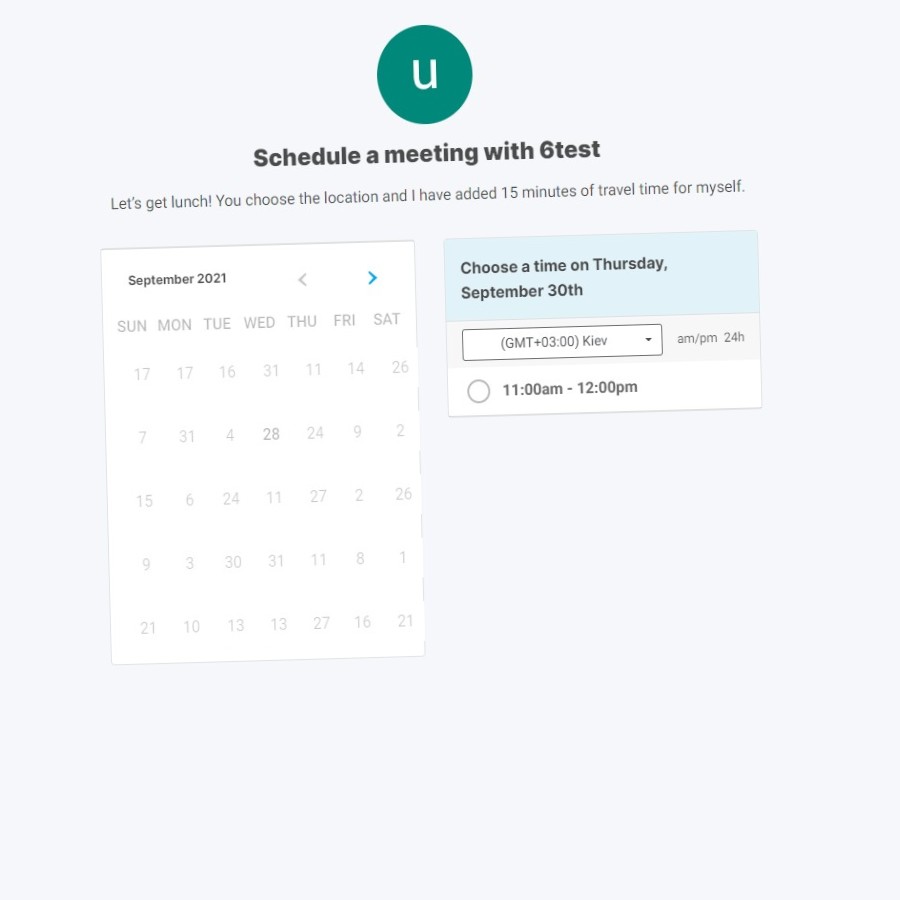 u
Schedule a meeting with 6test
Let's get lunch! You choose the location and I have added 15 minutes of travel time for myself.
September 2021
SUN MON TUE WED THU FRI SAT
17 17 16 31 11 14 26
7 31 4 28 24 9 2
15 6 24 11 27 2 26
9 3 30 31 11 8 1
21 10 13 13 27 16 21
Choose a time on Thursday,
September 30th
(GMT+03:00) Kiev am/pm 24h
11:00am - 12:00pm